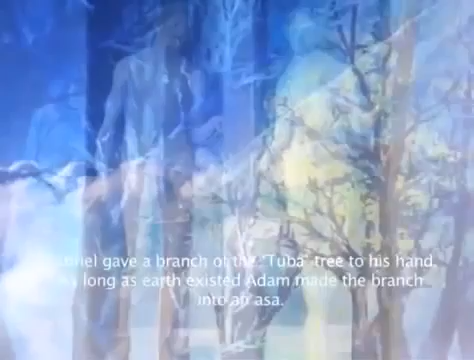 gave a branch of the "Tuba" tree to his hand.
long as earth existed Adam made the branch
into an asa.